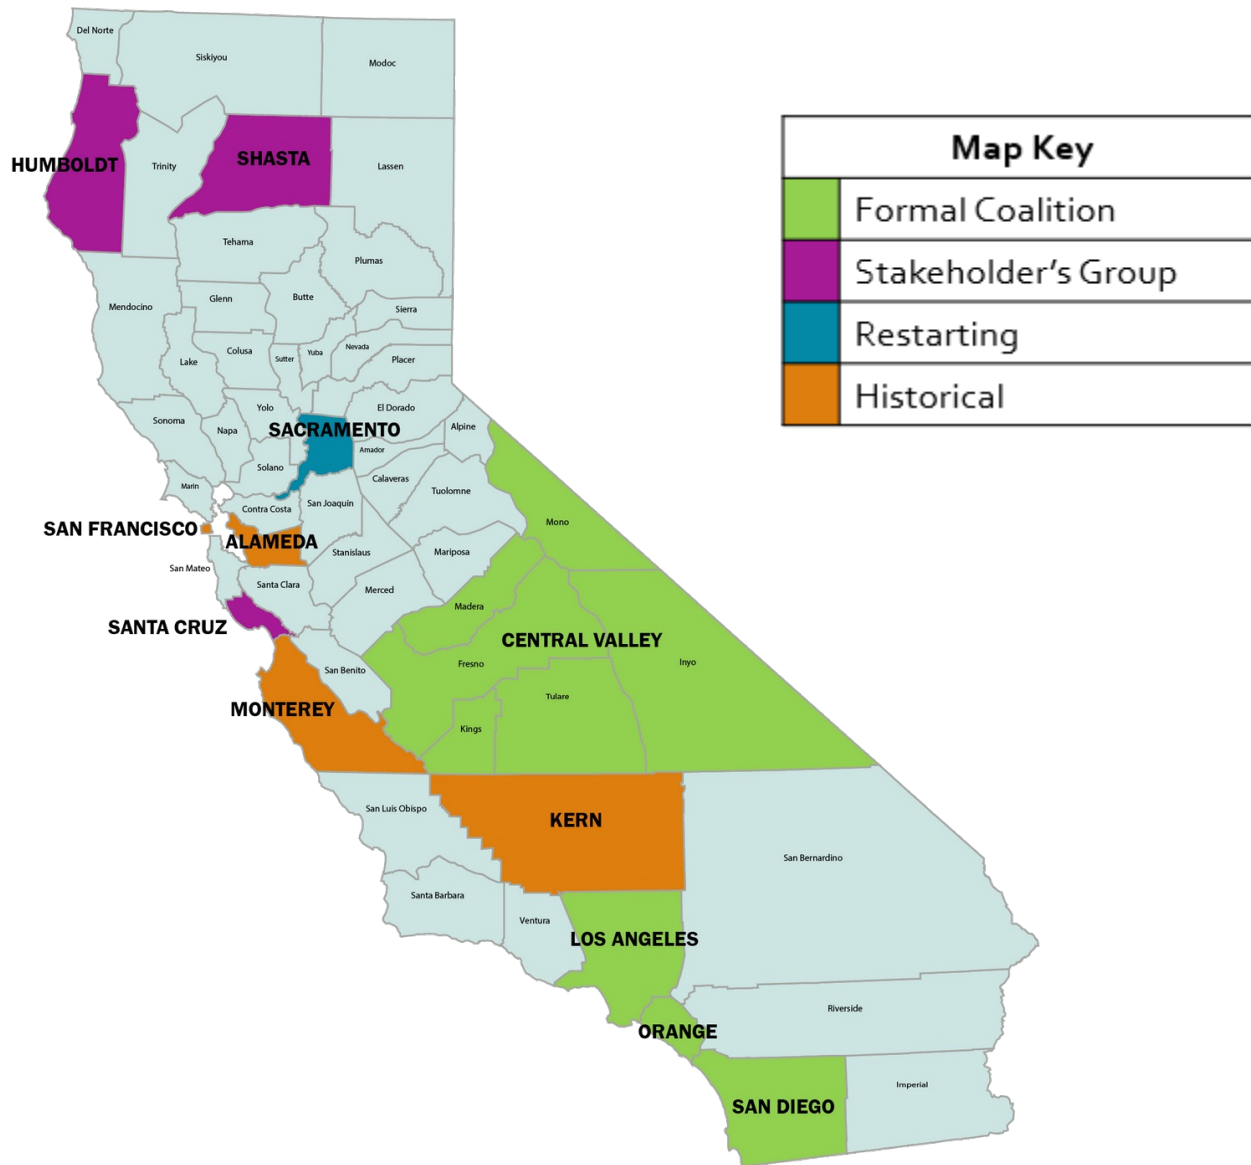 Del Norte
Siskiyou
Modoc
HUMBOLDT
Trinity
SHASTA
Lassen
Tehama
Plumas
Mendocino
Glenn
Butte
Sierra
Lake
Colusa
Sutter
Yuba
Nevada
Placer
Sonoma
Napa
Yolo
El Dorado
SACRAMENTO
Alpine
Amador
Solano
Calaveras
Tuolomne
Marin
Contra Costa
San Joaquin
Mono
SAN FRANCISCO
ALAMEDA
Stanislaus
Mariposa
San Mateo
Santa Clara
Merced
Madera
SANTA CRUZ
CENTRAL VALLEY
San Benito
Fresno
Inyo
Tulare
MONTEREY
Kings
San Luis Obispo
KERN
San Bernardino
Santa Barbara
Ventura
LOS ANGELES
Riverside
ORANGE
Imperial
SAN DIEGO
Map Key
Formal Coalition
Stakeholder’s Group
Restarting
Historical